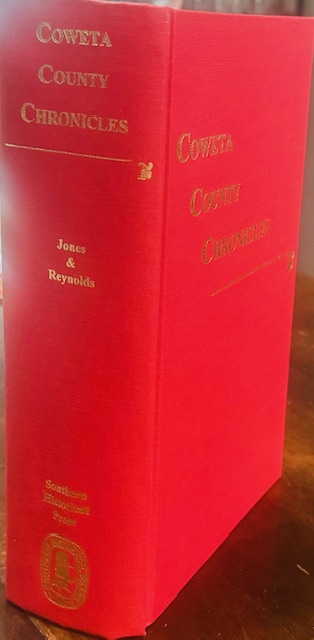 COWETA
COUNTY
CHRONICLES
Jones
&
Reynolds
Southern
Historical
Press
COWETA
COUNTY
CHRONICLES